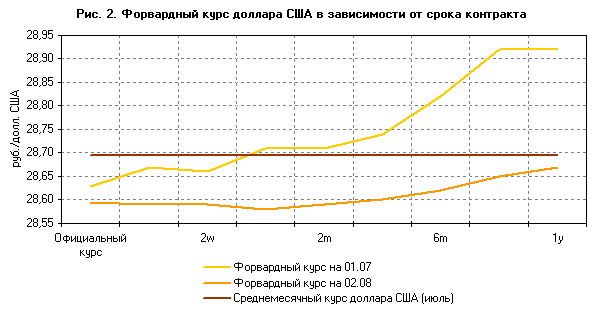 Рис. 2. Форвардный курс доллара США в зависимости от срока контракта
28,95
28,90
28,85
28,80
28,75
28,70
28,65
28,60
28,55
руб./долл. США
Официальный
курс
2w
2m
6m
1y
Форвардный курс на 01.07
Форвардный курс на 02.08
Среднемесячный курс доллара США (июль)